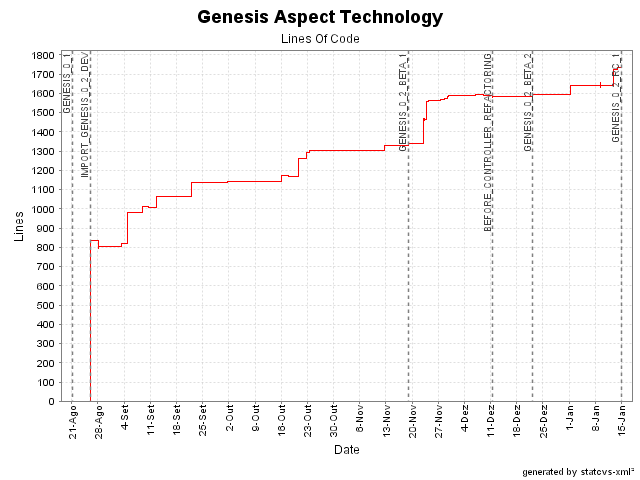 Genesis Aspect Technology
Lines Of Code
1800
1700
1600
1500
1400
1300
1200
1100
1000
900
800
700
600
500
400
300
200
100
0
Lines
GENESIS_0_1
IMPORT_GENESIS_0_2_DEV
GENESIS_0_2_BETA_1
BEFORE_CONTROLLER_REFACTORING
GENESIS_0_2_BETA_2
GENESIS_0_2_RC_1
21-Ago
28-Ago
4-Set
11-Set
18-Set
25-Set
2-Out
9-Out
16-Out
23-Out
30-Out
6-Nov
13-Nov
20-Nov
27-Nov
4-Dez
11-Dez
18-Dez
25-Dez
1-Jan
8-Jan
15-Jan
Date
generated by statcvs-xml²